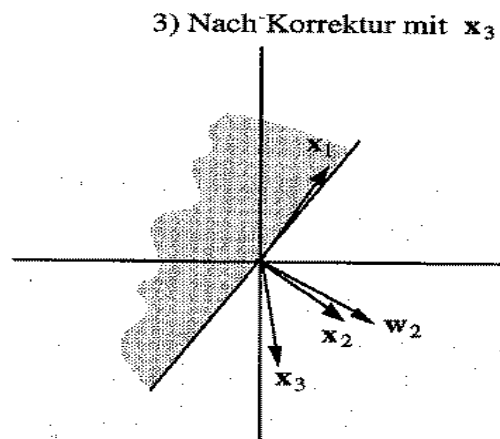 3) Nach Korrektur mit x₃
x₁
x₂
w₂
x₃